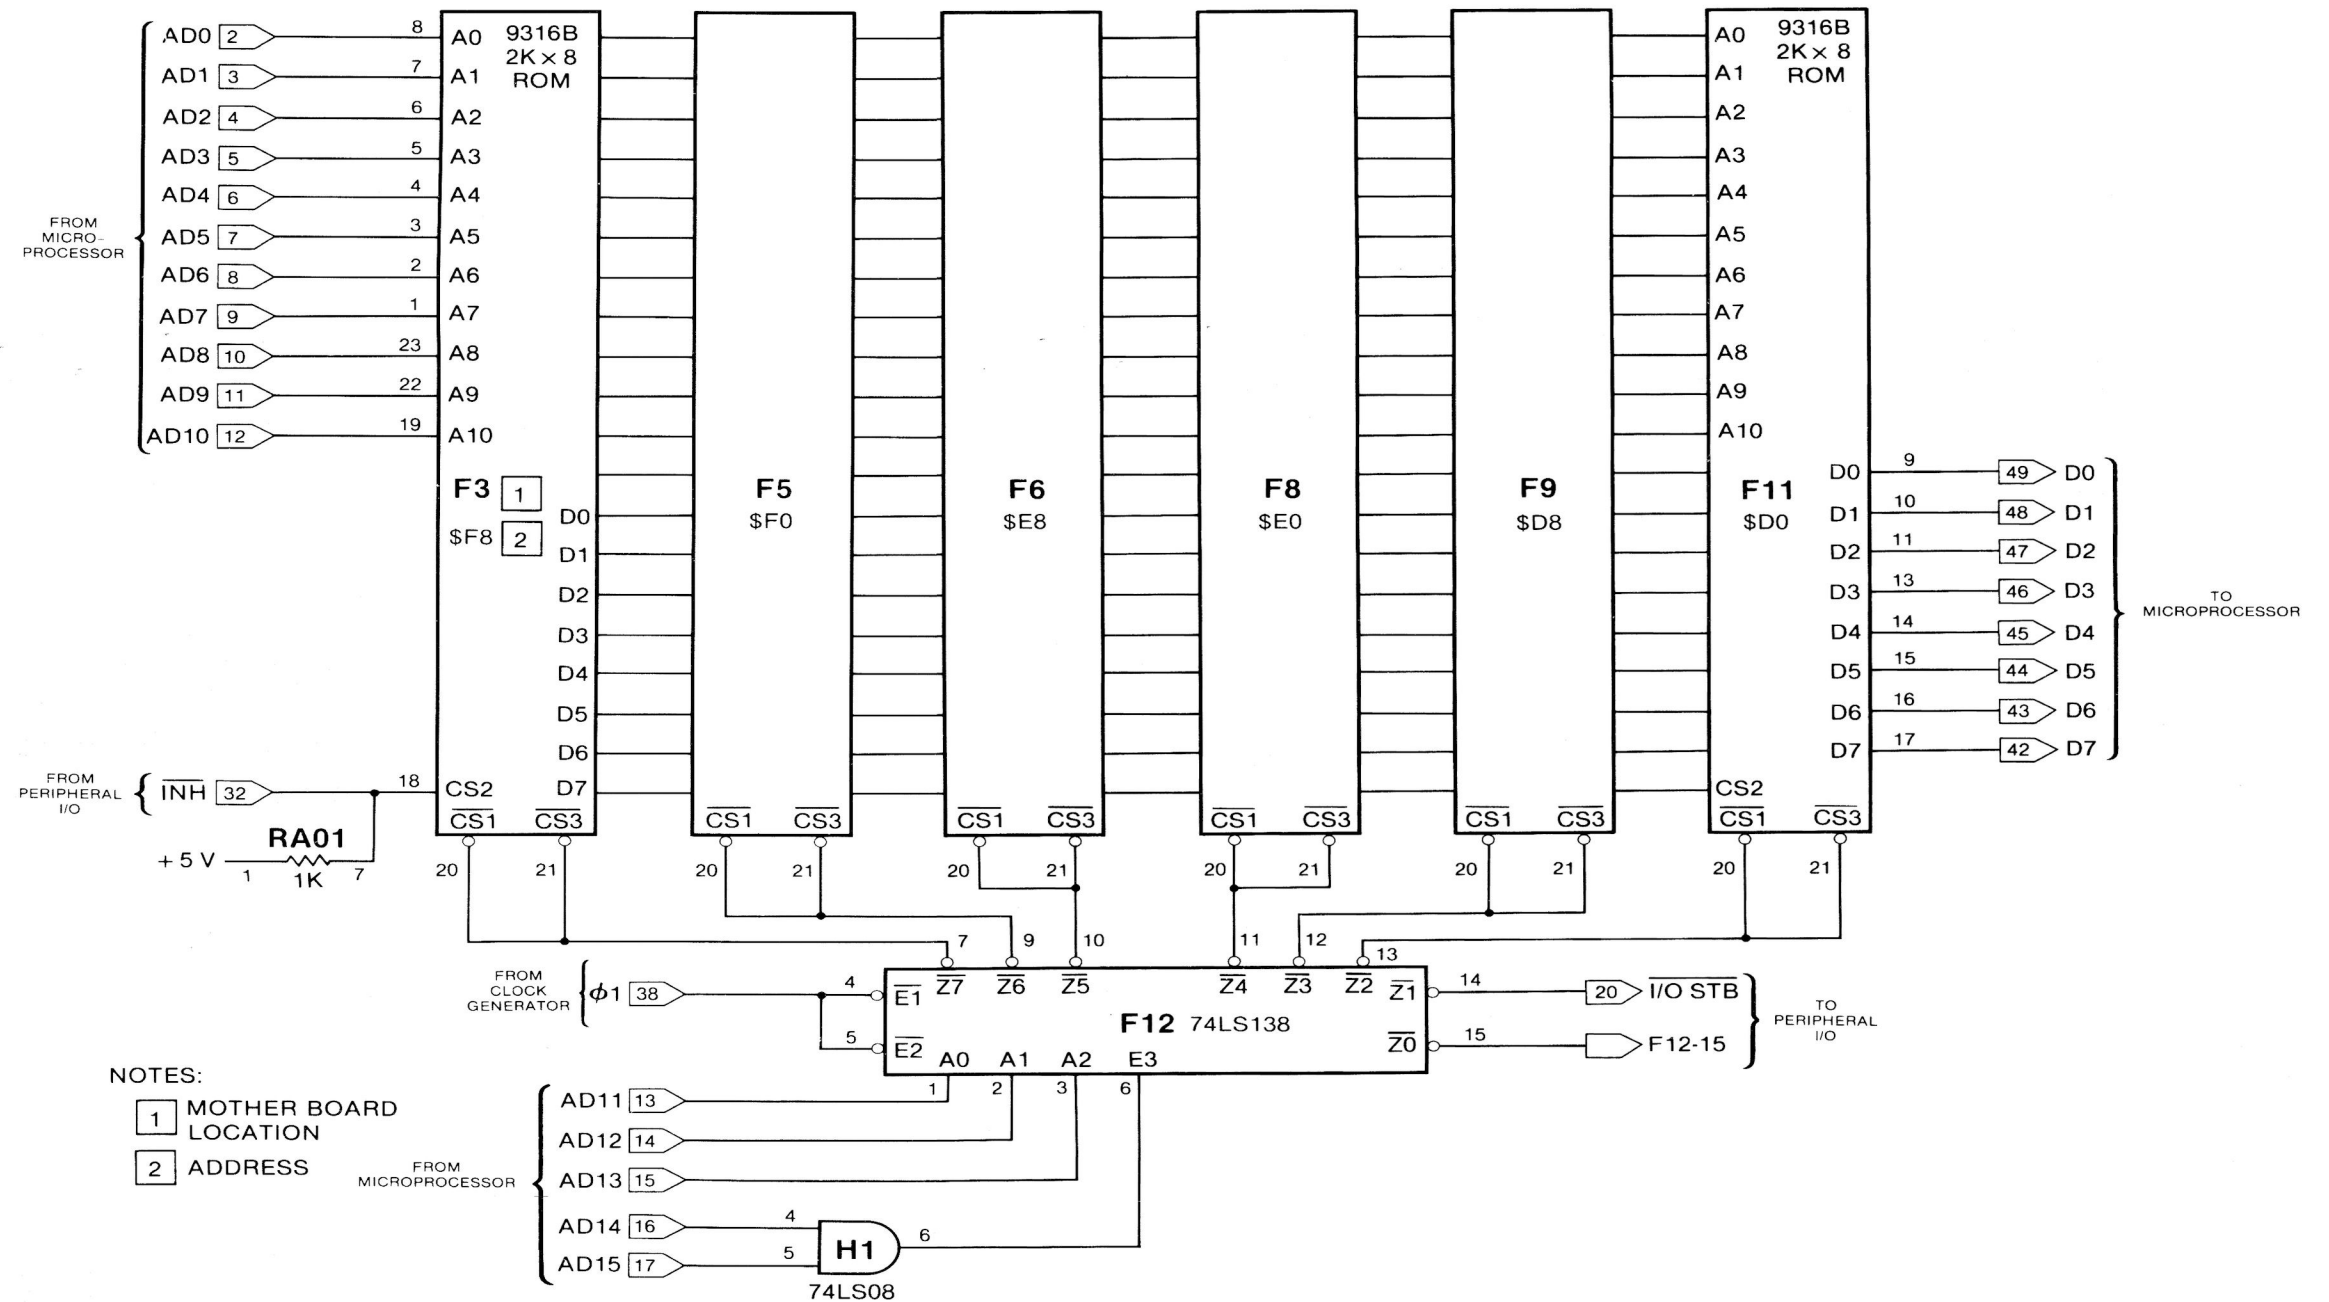 AD0 2 8 A0
AD1 3 7 A1
AD2 4 6 A2
AD3 5 5 A3
AD4 6 4 A4
AD5 7 3 A5
AD6 8 2 A6
AD7 9 1 A7
AD8 10 23 A8
AD9 11 22 A9
AD10 12 19 A10
FROM
MICRO-
PROCESSOR
9316B
2K × 8
ROM
F3 1
$F8 2
D0
D1
D2
D3
D4
D5
D6
D7
FROM
PERIPHERAL
I/O
INH 32 18 CS2
RA01
+5 V 1 1K 7
CS1 CS3
20 21
F5
$F0
CS1 CS3
20 21
F6
$E8
CS1 CS3
20 21
F8
$E0
CS1 CS3
20 21
F9
$D8
CS1 CS3
20 21
9316B
2K × 8
ROM
A0
A1
A2
A3
A4
A5
A6
A7
A8
A9
A10
F11
$D0
D0 9 49 D0
D1 10 48 D1
D2 11 47 D2
D3 13 46 D3
D4 14 45 D4
D5 15 44 D5
D6 16 43 D6
D7 17 42 D7
TO
MICROPROCESSOR
CS2
CS1 CS3
20 21
7 9 10 11 12 13
FROM
CLOCK
GENERATOR
ϕ1 38 4 E1
5 E2
Z7 Z6 Z5 Z4 Z3 Z2
F12 74LS138
Z1 14 20 I/O STB
Z0 15 F12-15
TO
PERIPHERAL
I/O
A0 A1 A2 E3
1 2 3 6
FROM
MICROPROCESSOR
AD11 13
AD12 14
AD13 15
AD14 16 4
AD15 17 5
H1 6
74LS08
NOTES:
1 MOTHER BOARD
LOCATION
2 ADDRESS